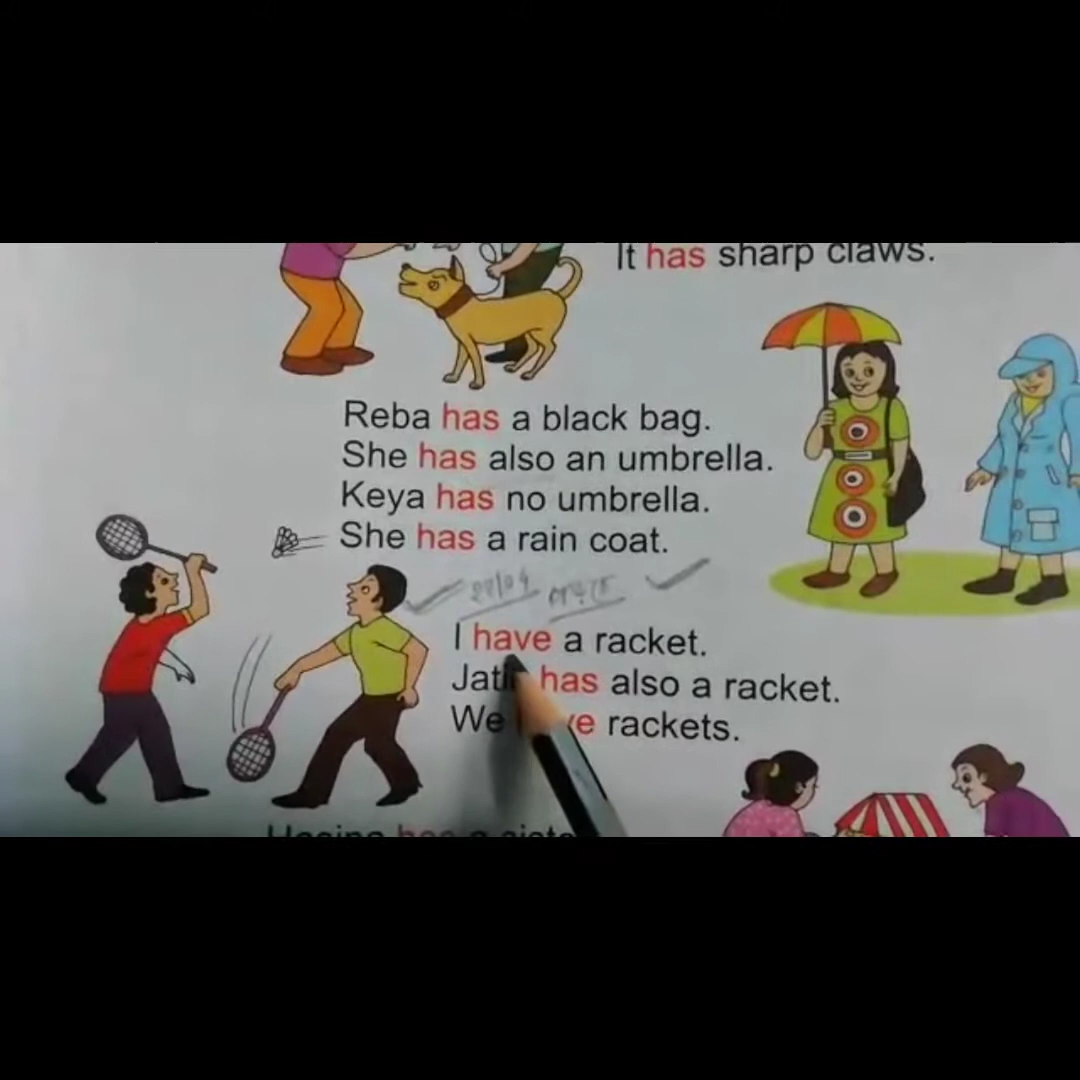 It has sharp claws.
Reba has a black bag.
She has also an umbrella.
Keya has no umbrella.
She has a rain coat.
I have a racket.
has also a racket.
We rackets.